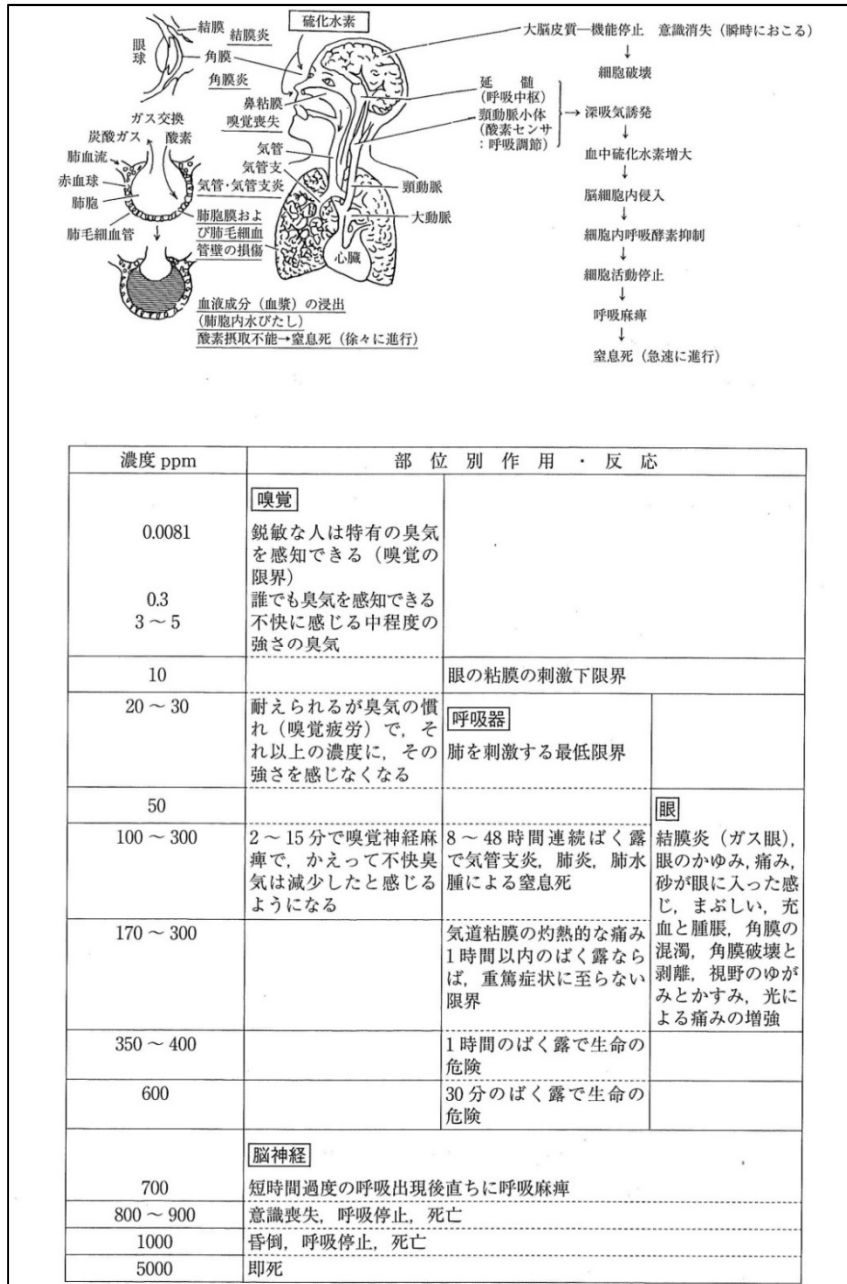 結膜
結膜炎
眼球
角膜
角膜炎
硫化水素
鼻粘膜
嗅覚喪失
ガス交換
炭酸ガス
酸素
肺血流
赤血球
肺胞
肺毛細血管
気管
気管支
気管・気管支炎
肺胞膜およ
び肺毛細血
管壁の損傷
頸動脈
大動脈
心臓
血液成分（血漿）の浸出
（肺胞内水びたし）
酸素摂取不能→窒息死（徐々に進行）
大脳皮質—機能停止 意識消失（瞬時におこる）
↓
細胞破壊
延髄
（呼吸中枢）
頸動脈小体
（酸素センサ
：呼吸調節）
→深吸気誘発
↓
血中硫化水素増大
↓
脳細胞内侵入
↓
細胞内呼吸酵素抑制
↓
細胞活動停止
↓
呼吸麻痺
↓
窒息死（急速に進行）
濃度 ppm
部位別作用・反応
嗅覚
0.0081
鋭敏な人は特有の臭気
を感知できる（嗅覚の
限界）
0.3
誰でも臭気を感知できる
3～5
不快に感じる中程度の
強さの臭気
10
眼の粘膜の刺激下限界
20～30
耐えられるが臭気の慣
れ（嗅覚疲労）で，そ
れ以上の濃度に，その
強さを感じなくなる
呼吸器
肺を刺激する最低限界
50
眼
100～300
2～15分で嗅覚神経麻
痺で，かえって不快臭
気は減少したと感じる
ようになる
8～48時間連続ばく露
で気管支炎，肺炎，肺水
腫による窒息死
結膜炎（ガス眼），
眼のかゆみ，痛み，
砂が眼に入った感
じ，まぶしい，充
血と腫脹，角膜の
混濁，角膜破壊と
剥離，視野のゆが
みとかすみ，光に
よる痛みの増強
170～300
気道粘膜の灼熱的な痛み
1時間以内のばく露なら
ば，重篤症状に至らない
限界
350～400
1時間のばく露で生命の
危険
600
30分のばく露で生命の
危険
脳神経
700
短時間過度の呼吸出現後直ちに呼吸麻痺
800～900
意識喪失，呼吸停止，死亡
1000
昏倒，呼吸停止，死亡
5000
即死